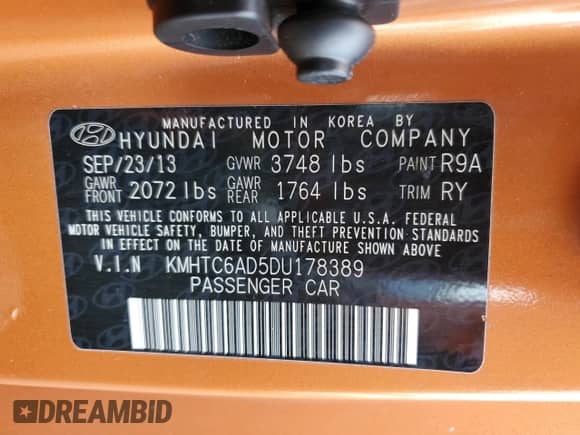 MANUFACTURED IN KOREA BY
HYUNDAI MOTOR COMPANY
SEP/23/13 GVWR 3748 lbs PAINT R9A
GAWR FRONT 2072 lbs GAWR REAR 1764 lbs TRIM RY
THIS VEHICLE CONFORMS TO ALL APPLICABLE U.S.A. FEDERAL
MOTOR VEHICLE SAFETY, BUMPER, AND THEFT PREVENTION STANDARDS
IN EFFECT ON THE DATE OF MANUFACTURE SHOWN ABOVE
V.I.N KMHTC6AD5DU178389
PASSENGER CAR
DREAMBID